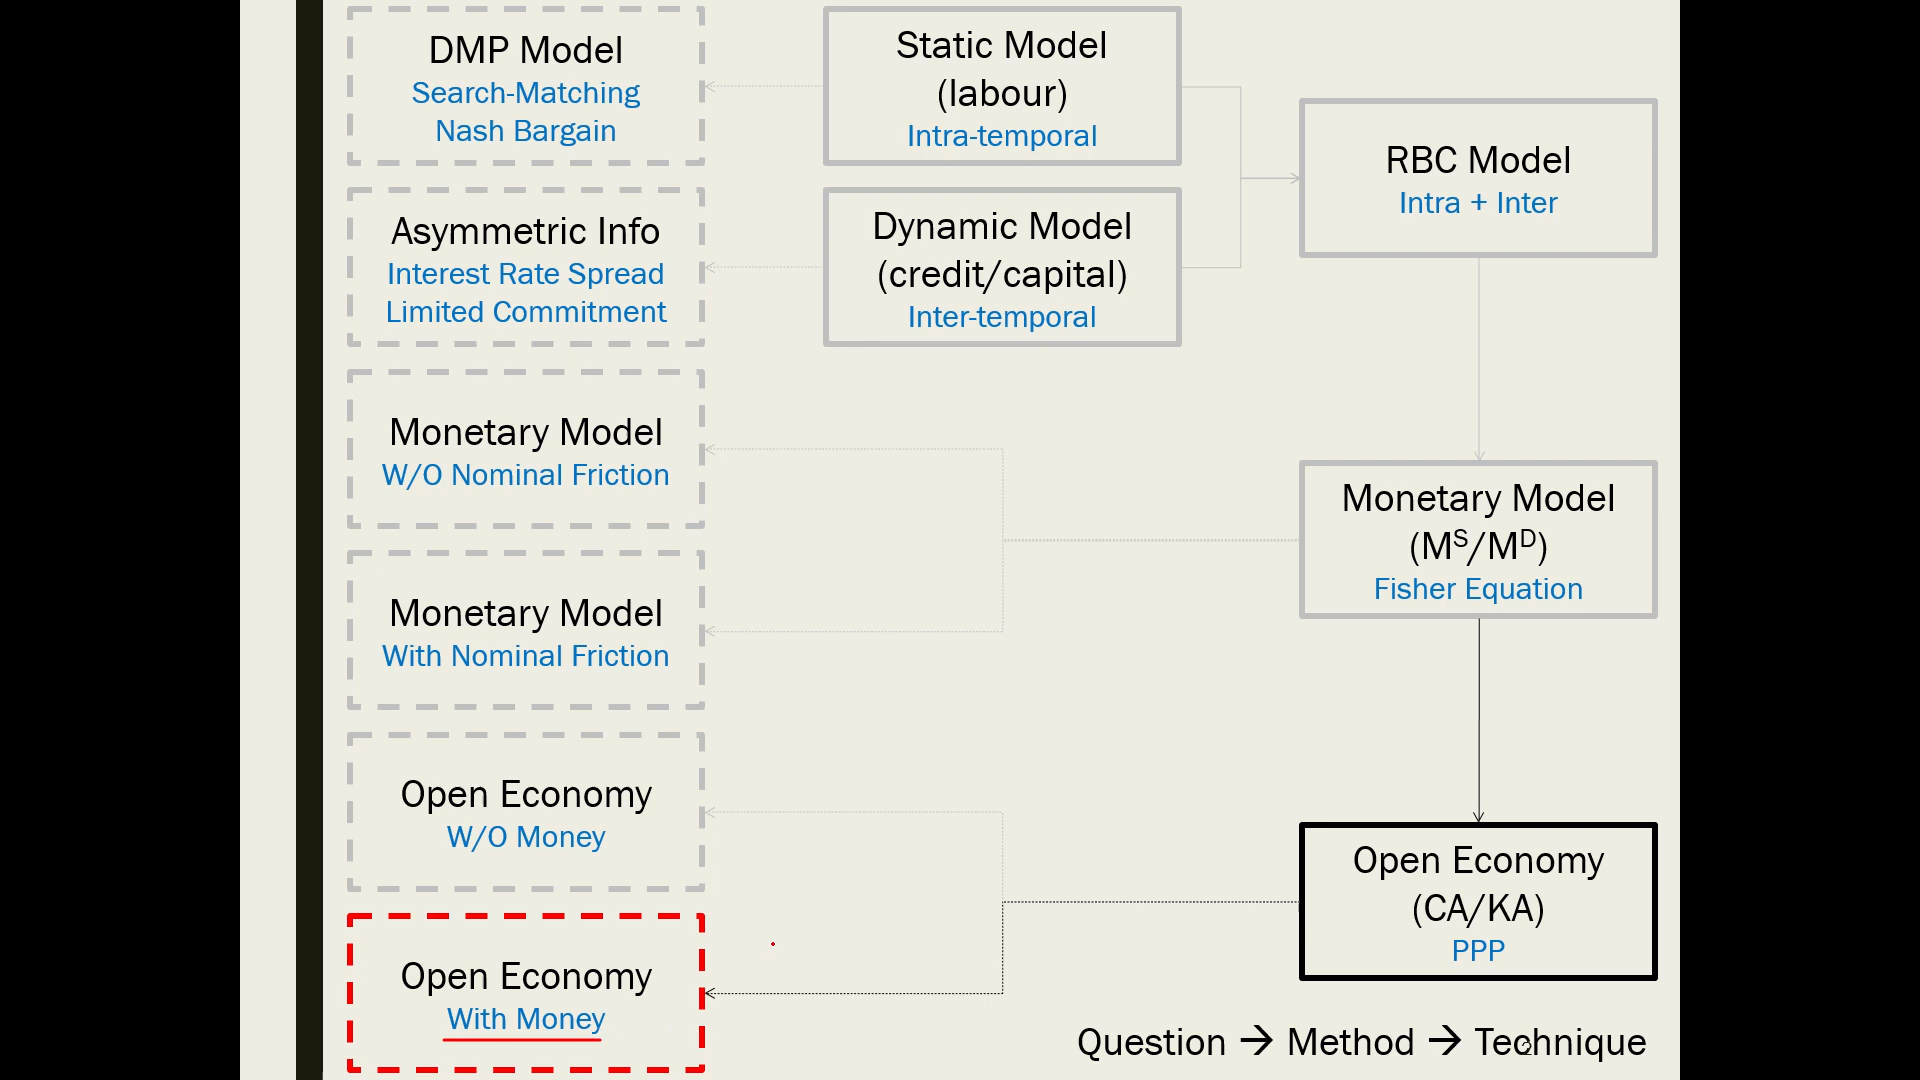 DMP Model
Search-Matching
Nash Bargain
Static Model
(labour)
Intra-temporal
RBC Model
Intra + Inter
Asymmetric Info
Interest Rate Spread
Limited Commitment
Dynamic Model
(credit/capital)
Inter-temporal
Monetary Model
W/O Nominal Friction
Monetary Model
(Mˢ/Mᴰ)
Fisher Equation
Monetary Model
With Nominal Friction
Open Economy
W/O Money
Open Economy
(CA/KA)
PPP
Open Economy
With Money
Question → Method → Technique